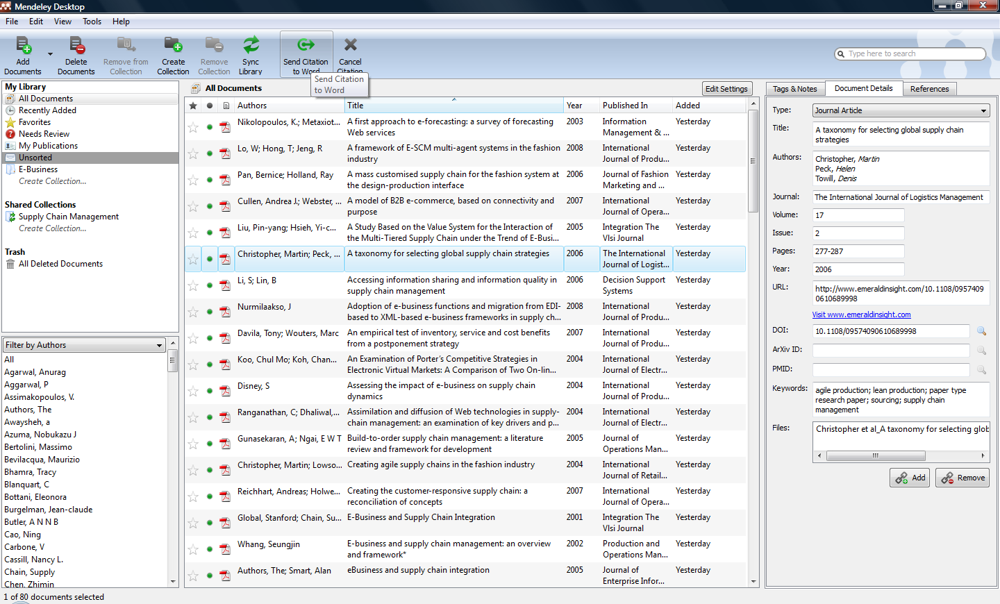 Mendeley Desktop
File Edit View Tools Help
Add Documents
Delete Documents
Remove from Collection
Create Collection
Remove Collection
Sync Library
Send Citation to Word
Cancel
Type here to search
Send Citation
to Word
My Library
All Documents
Recently Added
Favorites
Needs Review
My Publications
Unsorted
E-Business
Create Collection...
Shared Collections
Supply Chain Management
Create Collection...
Trash
All Deleted Documents
Filter by Authors
All
Agarwal, Anurag
Aggarwal, P
Assimakopoulos, V.
Authors, The
Awaysheh, a
Azuma, Nobukazu J
Bertolini, Massimo
Bevilacqua, Maurizio
Bhamra, Tracy
Blanquart, C
Bottani, Eleonora
Burgelman, Jean-claude
Butler, A N N B
Cao, Ning
Carbone, V
Cassill, Nancy L.
Chain, Supply
Chen, Zhimin
All Documents
Edit Settings
Authors Title Year Published In Added
Nikolopoulos, K.; Metaxiot... A first approach to e-forecasting: a survey of forecasting 2003 Information Yesterday
Web services Management & ...
Lo, W; Hong, T; Jeng, R A framework of E-SCM multi-agent systems in the fashion 2008 International Yesterday
industry Journal of Produ...
Pan, Bernice; Holland, Ray A mass customised supply chain for the fashion system at 2006 Journal of Fashion Yesterday
the design-production interface Marketing and ...
Cullen, Andrea J.; Webster, ... A model of B2B e-commerce, based on connectivity and 2007 International Yesterday
purpose Journal of Opera...
Liu, Pin-yang; Hsieh, Yi-c... A Study Based on the Value System for the Interaction of 2005 Integration The Yesterday
the Multi-Tiered Supply Chain under the Trend of E-Busi... Vlsi Journal
Christopher, Martin; Peck, ... A taxonomy for selecting global supply chain strategies 2006 The International Yesterday
Journal of Logist...
Li, S; Lin, B Accessing information sharing and information quality in 2006 Decision Support Yesterday
supply chain management Systems
Nurmilaakso, J Adoption of e-business functions and migration from EDI- 2008 International Yesterday
based to XML-based e-business frameworks in supply ch... Journal of Produ...
Davila, Tony; Wouters, Marc An empirical test of inventory, service and cost benefits 2007 International Yesterday
from a postponement strategy Journal of Produ...
Koo, Chul Mo; Koh, Chan... An Examination of Porter's Competitive Strategies in 2004 International Yesterday
Electronic Virtual Markets: A Comparison of Two On-lin... Journal of Electr...
Disney, S Assessing the impact of e-business on supply chain 2004 International Yesterday
dynamics Journal of Produ...
Ranganathan, C; Dhaliwal,... Assimilation and diffusion of Web technologies in supply- 2004 International Yesterday
chain management: an examination of key drivers and p... Journal of Electr...
Gunasekaran, A; Ngai, E W T Build-to-order supply chain management: a literature 2005 Journal of Yesterday
review and framework for development Operations Man...
Christopher, Martin; Lowso... Creating agile supply chains in the fashion industry 2004 International Yesterday
Journal of Retail...
Reichhart, Andreas; Holwe... Creating the customer-responsive supply chain: a 2007 International Yesterday
reconciliation of concepts Journal of Opera...
Global, Stanford; Chain, Su... E-Business and Supply Chain Integration 2001 Integration The Yesterday
Vlsi Journal
Whang, Seungjin E-business and supply chain management: an overview 2002 Production and Yesterday
and framework* Operations Man...
Authors, The; Smart, Alan eBusiness and supply chain integration 2005 Journal of Yesterday
Enterprise Infor...
Tags & Notes Document Details References
Type: Journal Article
Title: A taxonomy for selecting global supply chain
strategies
Authors: Christopher, Martin
Peck, Helen
Towill, Denis
Journal: The International Journal of Logistics Management
Volume: 17
Issue: 2
Pages: 277-287
Year: 2006
URL: http://www.emeraldinsight.com/10.1108/0957409
0610689998
Visit www.emeraldinsight.com
DOI: 10.1108/09574090610689998
ArXiv ID:
PMID:
Keywords: agile production; lean production; paper type
research paper; sourcing; supply chain
management
Files: Christopher et al_A taxonomy for selecting glob
Add Remove
1 of 80 documents selected